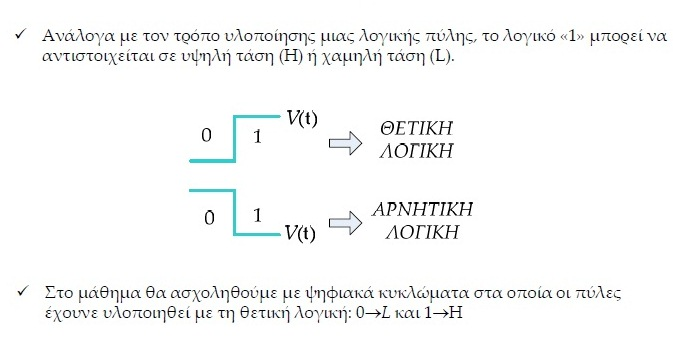 ✓ Ανάλογα με τον τρόπο υλοποίησης μιας λογικής πύλης, το λογικό «1» μπορεί να
αντιστοιχείται σε υψηλή τάση (H) ή χαμηλή τάση (L).
0 1 V(t) ΘΕΤΙΚΗ
ΛΟΓΙΚΗ
0 1 V(t) ΑΡΝΗΤΙΚΗ
ΛΟΓΙΚΗ
✓ Στο μάθημα θα ασχοληθούμε με ψηφιακά κυκλώματα στα οποία οι πύλες
έχουνε υλοποιηθεί με τη θετική λογική: 0→L και 1→H